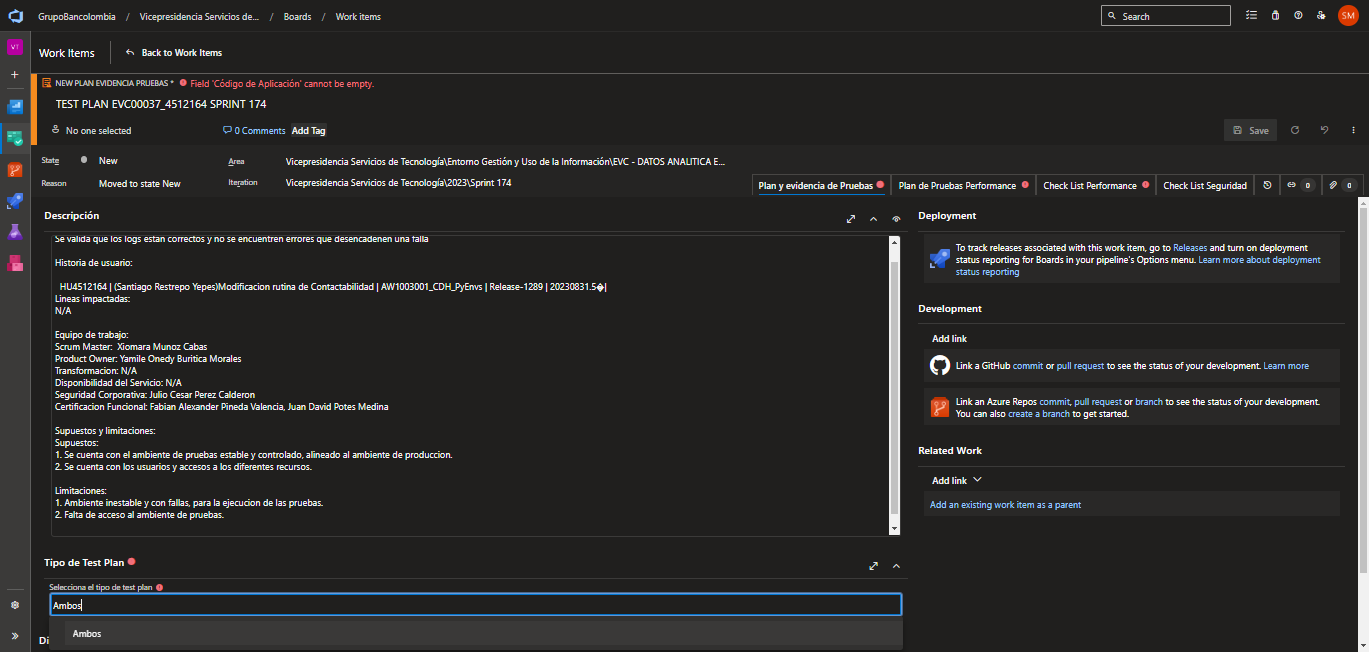 GrupoBancolombia / Vicepresidencia Servicios de... / Boards / Work items
Search
SM
VT
Work Items
Back to Work Items
NEW PLAN EVIDENCIA PRUEBAS * Field 'Código de Aplicación' cannot be empty.
TEST PLAN EVC00037_4512164 SPRINT 174
No one selected
0 Comments
Add Tag
Save
State
New
Area
Vicepresidencia Servicios de Tecnología\Entorno Gestión y Uso de la Información\EVC - DATOS ANALITICA E...
Reason
Moved to state New
Iteration
Vicepresidencia Servicios de Tecnología\2023\Sprint 174
Plan y evidencia de Pruebas
Plan de Pruebas Performance
Check List Performance
Check List Seguridad
0
0
Descripción
Se valida que los logs estan correctos y no se encuentren errores que desencadenen una falla
Historia de usuario:
HU4512164 | (Santiago Restrepo Yepes)Modificacion rutina de Contactabilidad | AW1003001_CDH_PyEnvs | Release-1289 | 20230831.5�|
Lineas impactadas:
N/A
Equipo de trabajo:
Scrum Master: Xiomara Munoz Cabas
Product Owner: Yamile Onedy Buritica Morales
Transformacion: N/A
Disponibilidad del Servicio: N/A
Seguridad Corporativa: Julio Cesar Perez Calderon
Certificacion Funcional: Fabian Alexander Pineda Valencia, Juan David Potes Medina
Supuestos y limitaciones:
Supuestos:
1. Se cuenta con el ambiente de pruebas estable y controlado, alineado al ambiente de produccion.
2. Se cuenta con los usuarios y accesos a los diferentes recursos.
Limitaciones:
1. Ambiente inestable y con fallas, para la ejecucion de las pruebas.
2. Falta de acceso al ambiente de pruebas.
Tipo de Test Plan
Selecciona el tipo de test plan
Ambos
Ambos
Di
Deployment
To track releases associated with this work item, go to Releases and turn on deployment
status reporting for Boards in your pipeline's Options menu. Learn more about deployment
status reporting
Development
Add link
Link a GitHub commit or pull request to see the status of your development. Learn more
Link an Azure Repos commit, pull request or branch to see the status of your development.
You can also create a branch to get started.
Related Work
Add link
Add an existing work item as a parent